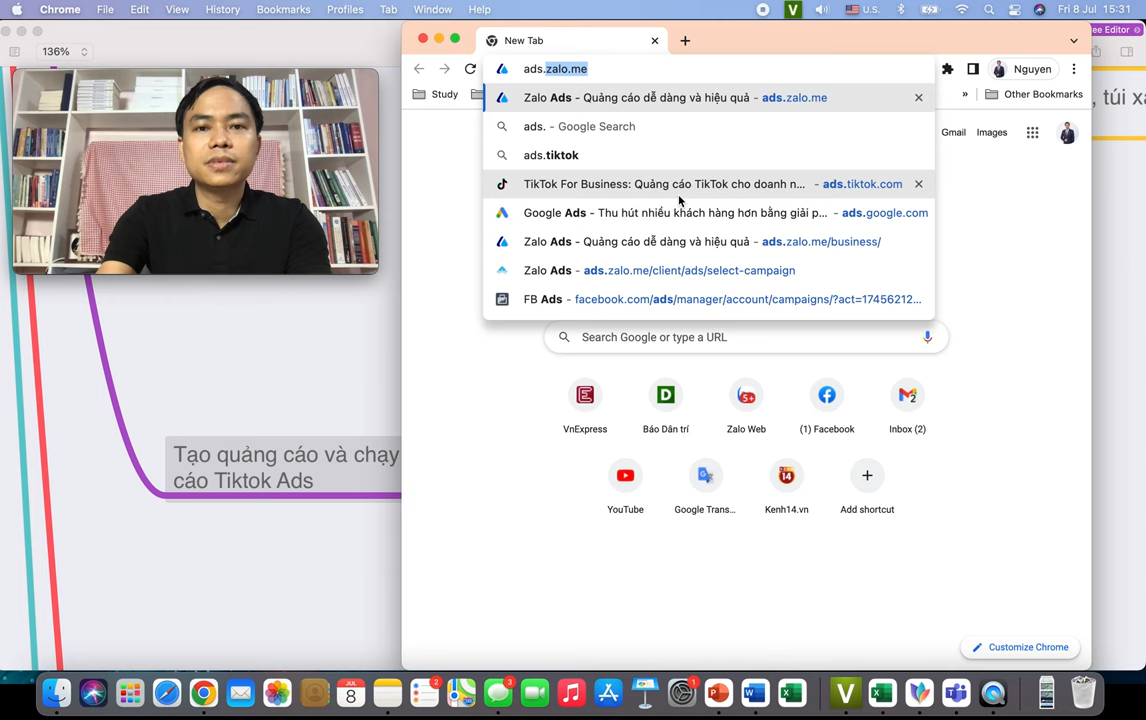 Chrome File Edit View History Bookmarks Profiles Tab Window Help
V U.S. Fri 8 Jul 15:31
New Tab
136%
ads.zalo.me
Nguyen
Zalo Ads - Quảng cáo dễ dàng và hiệu quả - ads.zalo.me
Study
Other Bookmarks
, túi x
ads. - Google Search
Gmail Images
ads.tiktok
TikTok For Business: Quảng cáo TikTok cho doanh n... - ads.tiktok.com
Google Ads - Thu hút nhiều khách hàng hơn bằng giải p... - ads.google.com
Zalo Ads - Quảng cáo dễ dàng và hiệu quả - ads.zalo.me/business/
Zalo Ads - ads.zalo.me/client/ads/select-campaign
FB Ads - facebook.com/ads/manager/account/campaigns/?act=17456212...
Search Google or type a URL
VnExpress
Báo Dân trí
Zalo Web
(1) Facebook
Inbox (2)
Tạo quảng cáo và chạy
cáo Tiktok Ads
YouTube
Google Trans...
Kenh14.vn
Add shortcut
Customize Chrome